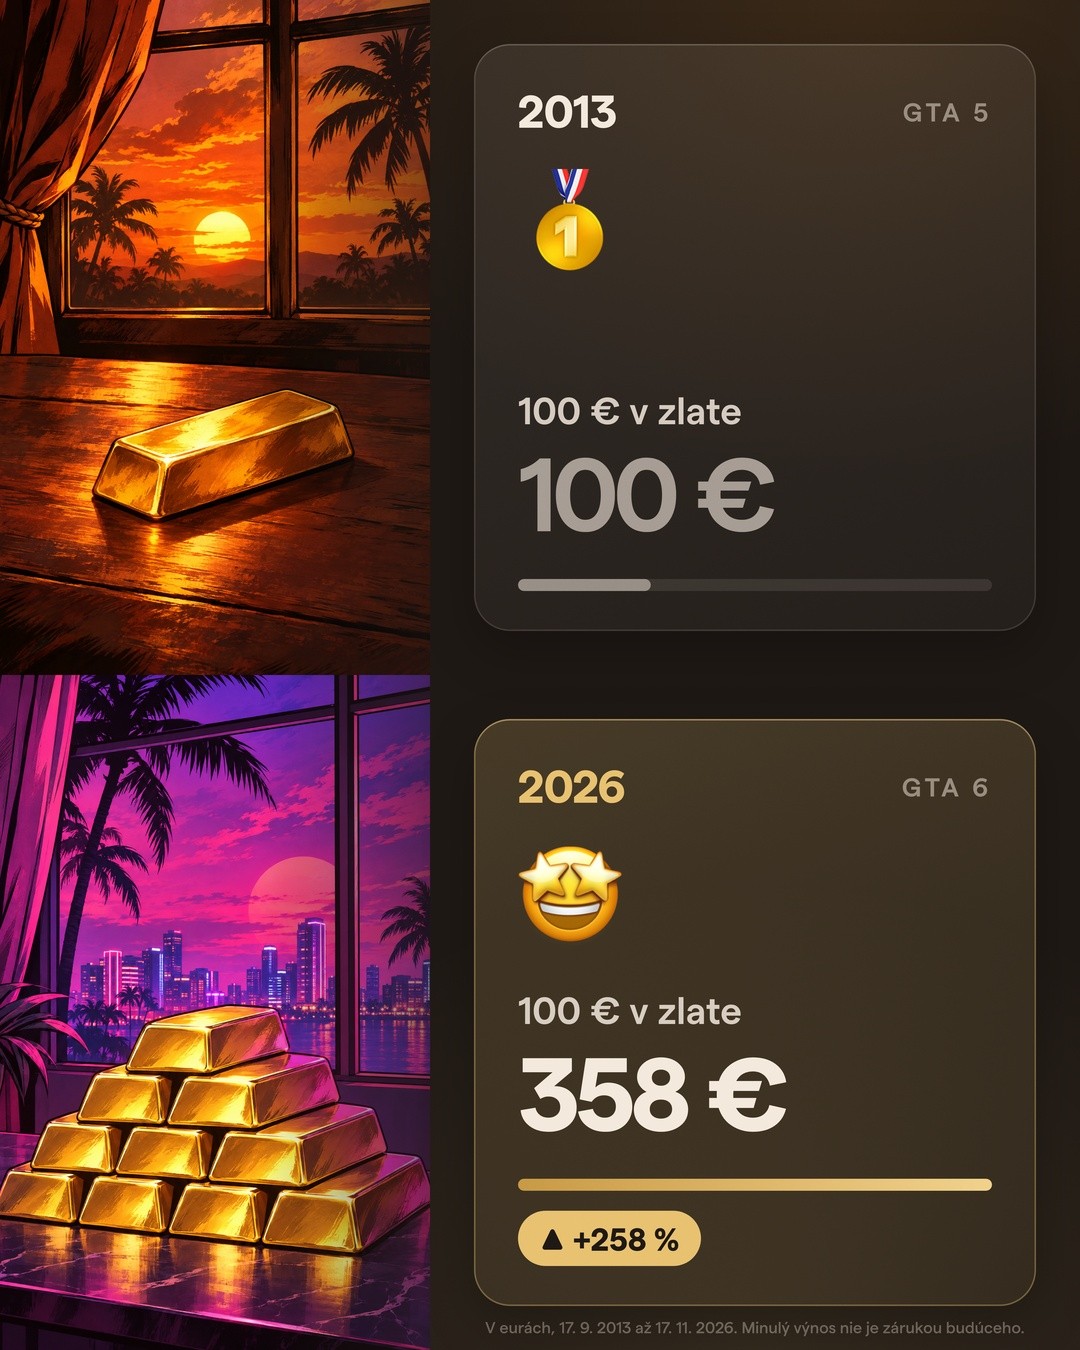 2013
GTA 5
1
100 € v zlate
100 €
2026
GTA 6
100 € v zlate
358 €
▲ +258 %
V eurách, 17. 9. 2013 až 17. 11. 2026. Minulý výnos nie je zárukou budúceho.